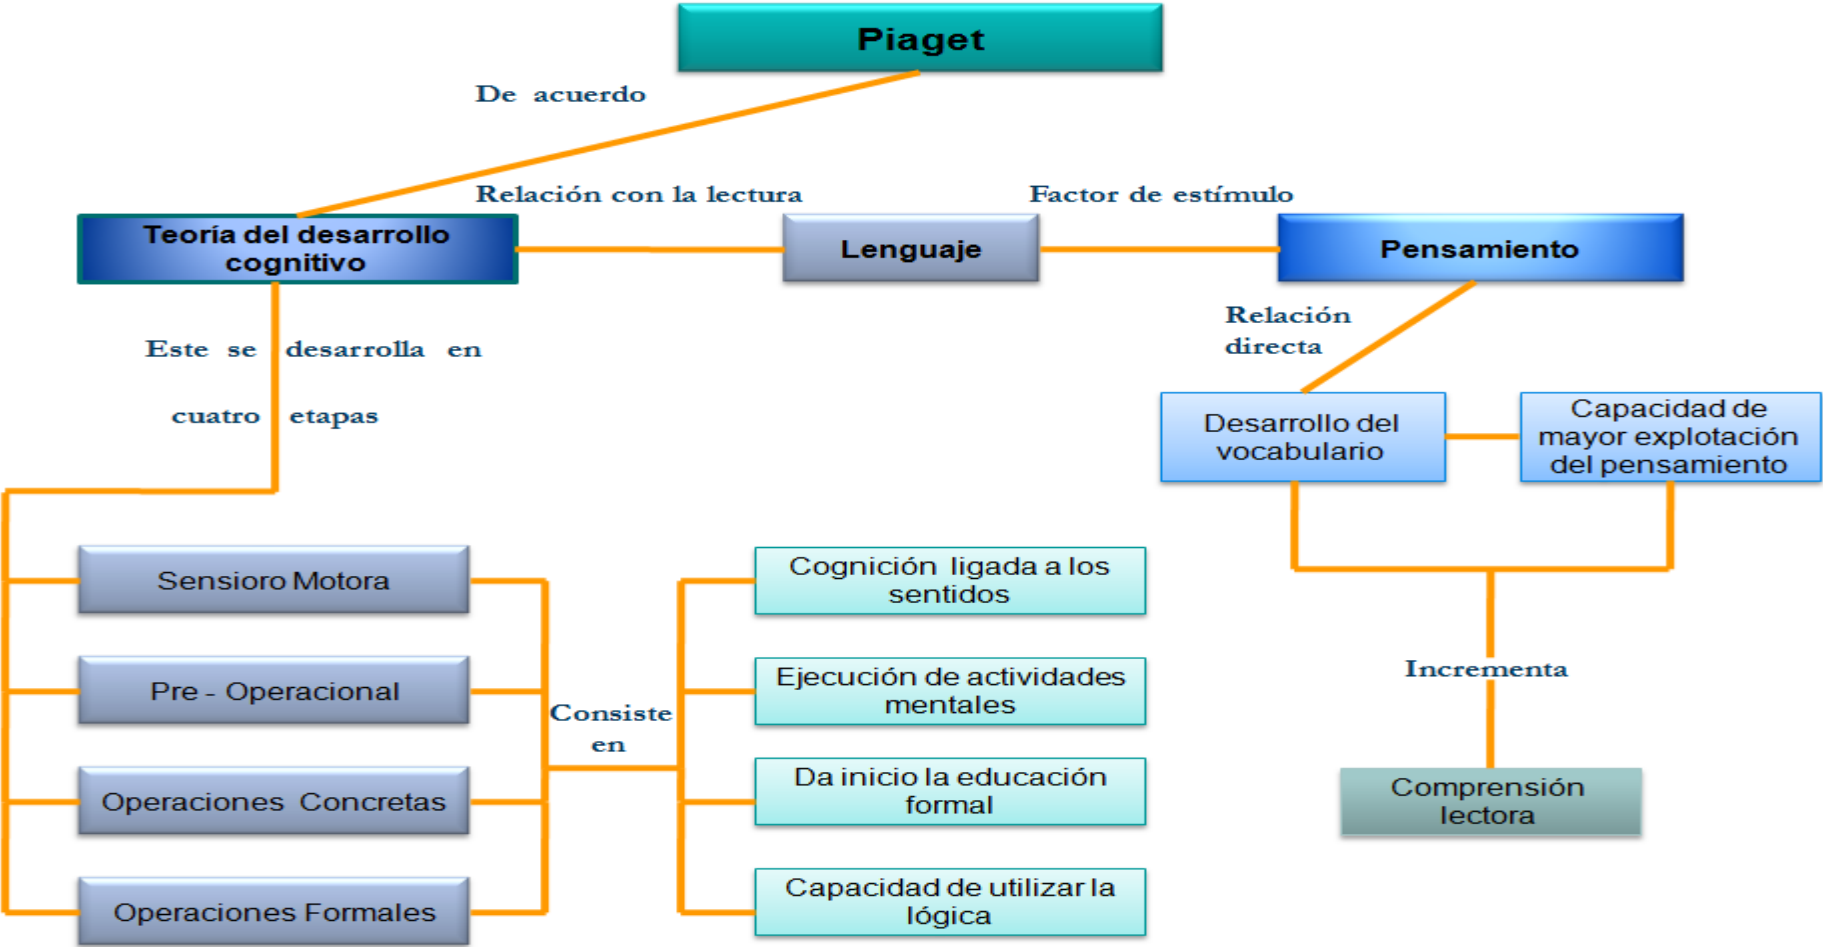 Piaget
De acuerdo
Relación con la lectura
Factor de estímulo
Teoría del desarrollo
cognitivo
Lenguaje
Pensamiento
Relación
directa
Este se desarrolla en
cuatro etapas
Desarrollo del
vocabulario
Capacidad de
mayor explotación
del pensamiento
Sensioro Motora
Pre - Operacional
Operaciones Concretas
Operaciones Formales
Consiste
en
Cognición ligada a los
sentidos
Ejecución de actividades
mentales
Da inicio la educación
formal
Capacidad de utilizar la
lógica
Incrementa
Comprensión
lectora